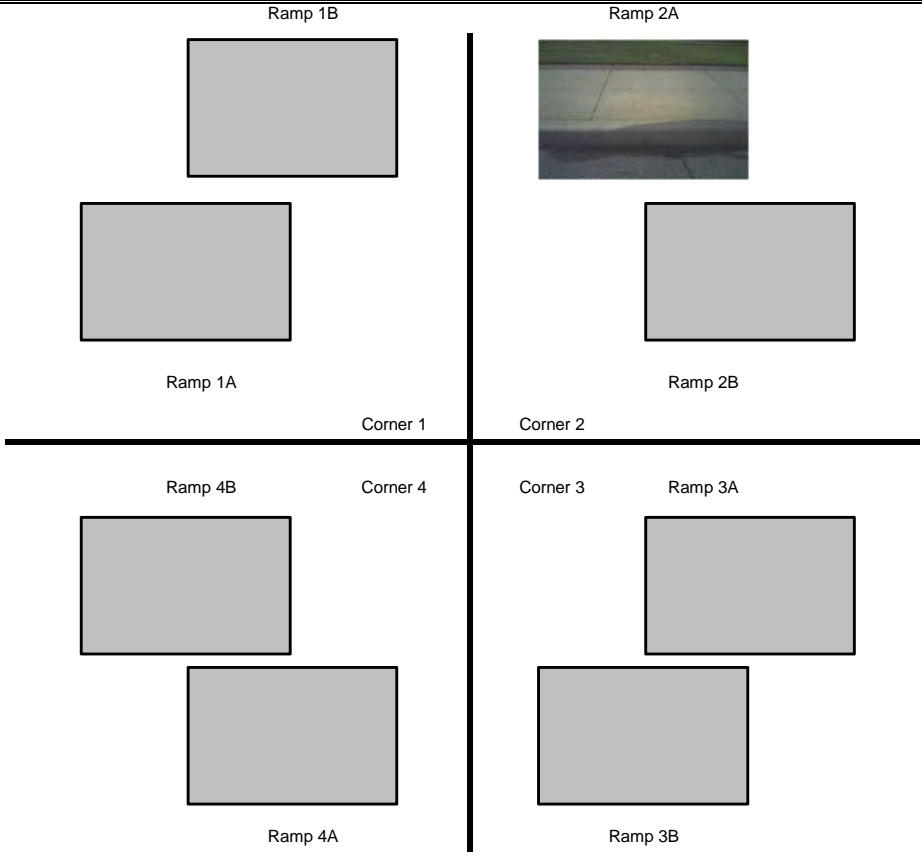 Ramp 1B Ramp 2A
Ramp 1A Ramp 2B
Corner 1 Corner 2
Ramp 4B Corner 4 Corner 3 Ramp 3A
Ramp 4A Ramp 3B